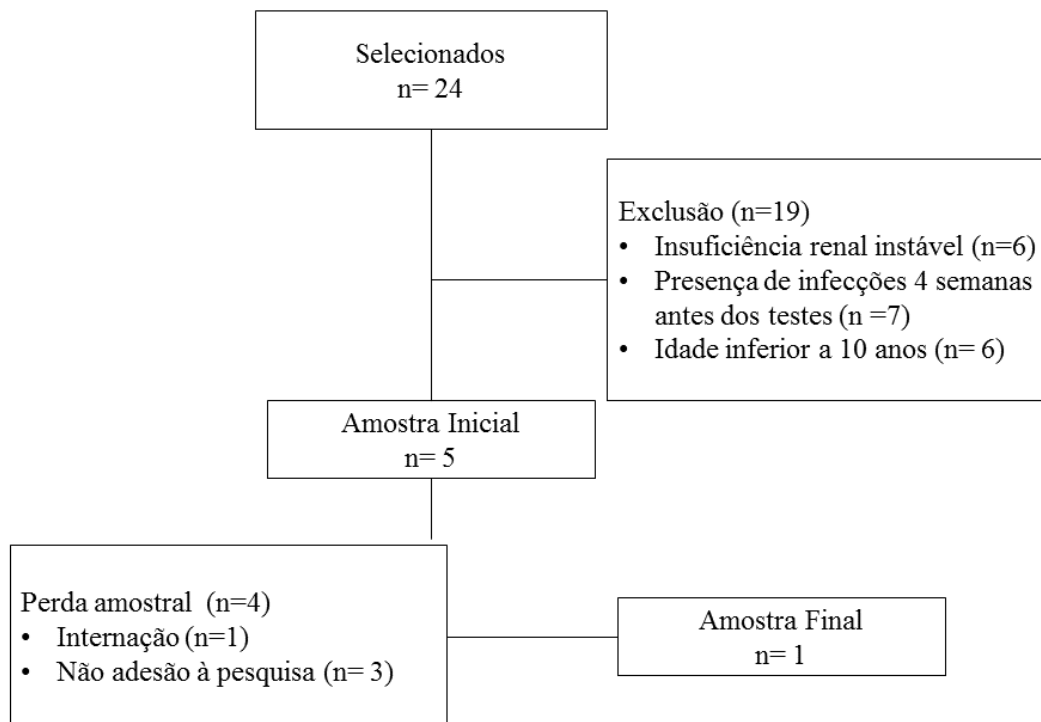 Selecionados
n= 24
Exclusão (n=19)
• Insuficiência renal instável (n=6)
• Presença de infecções 4 semanas
antes dos testes (n =7)
• Idade inferior a 10 anos (n= 6)
Amostra Inicial
n= 5
Perda amostral (n=4)
• Internação (n=1)
• Não adesão à pesquisa (n= 3)
Amostra Final
n= 1